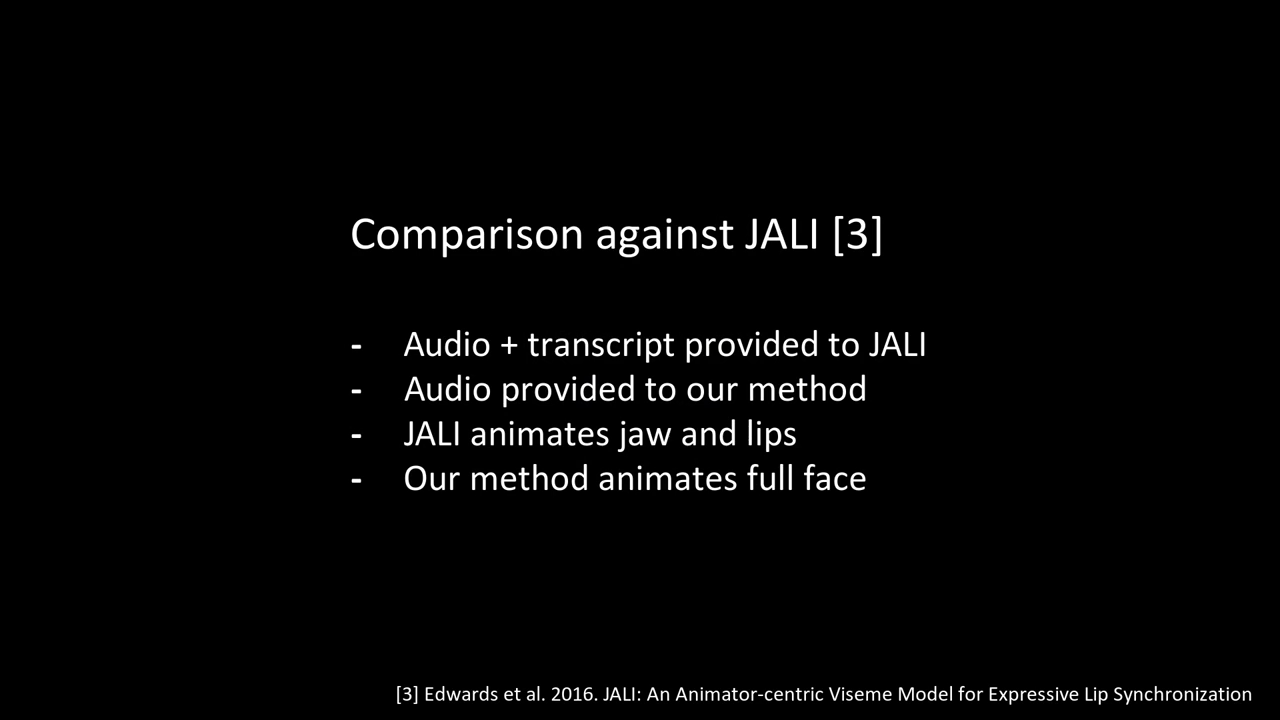 Comparison against JALI [3]
- Audio + transcript provided to JALI
- Audio provided to our method
- JALI animates jaw and lips
- Our method animates full face
[3] Edwards et al. 2016. JALI: An Animator-centric Viseme Model for Expressive Lip Synchronization